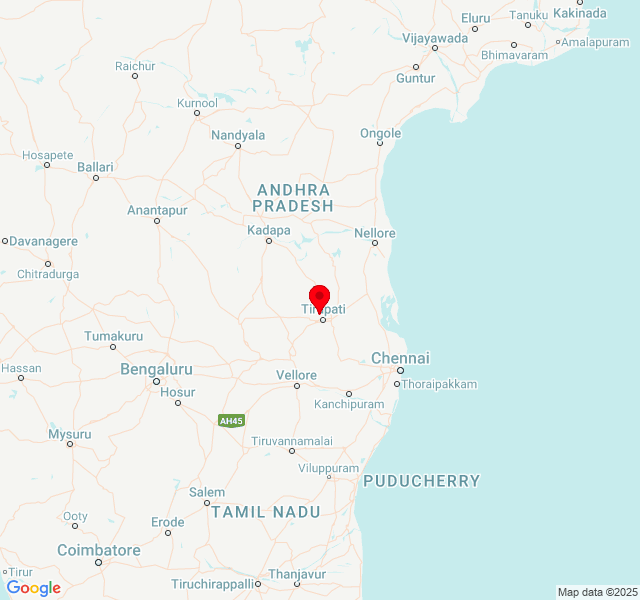 Kakinada
Tanuku
Eluru
Vijayawada
Amalapuram
Bhimavaram
Raichur
Guntur
Kurnool
Ongole
Nandyala
Hosapete
Ballari
ANDHRA
PRADESH
Anantapur
Kadapa
Nellore
Davanagere
Chitradurga
Tirupati
Tumakuru
Chennai
Hassan
Bengaluru
Vellore
Thoraipakkam
Hosur
Kanchipuram
AH45
Mysuru
Tiruvannamalai
Viluppuram
PUDUCHERRY
Salem
TAMIL NADU
Ooty
Erode
Coimbatore
Tirur
Tiruchirappalli
Thanjavur
Google
Map data ©2025